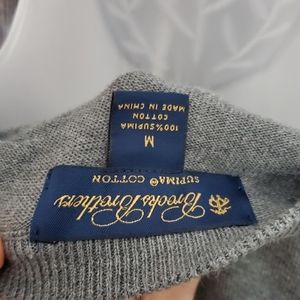 Brooks Brothers
SUPIMA® COTTON
M
100% SUPIMA
COTTON
MADE IN CHINA